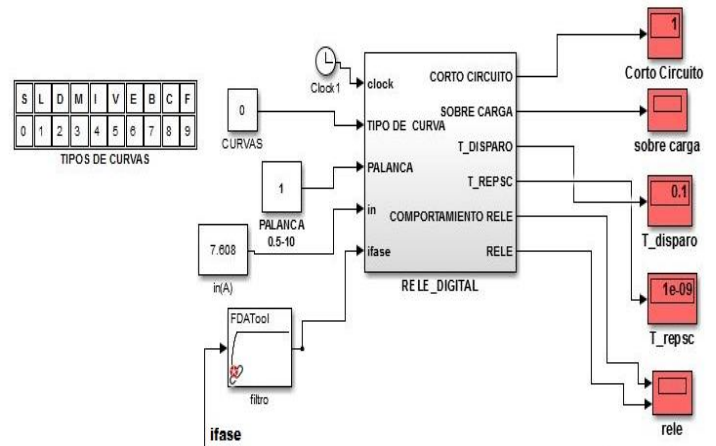 S L D M I V E B C F
0 1 2 3 4 5 6 7 8 9
TIPOS DE CURVAS
Clock1
0
CURVAS
1
PALANCA
0.5-10
7.608
in(A)
FDATool
filtro
ifase
clock
TIPO DE CURVA
PALANCA
in
ifase
CORTO CIRCUITO
SOBRE CARGA
T_DISPARO
T_REPSC
COMPORTAMIENTO RELE
RELE
RELE_DIGITAL
1
Corto Circuito
sobre carga
0.1
T_disparo
1e-09
T_repsc
rele